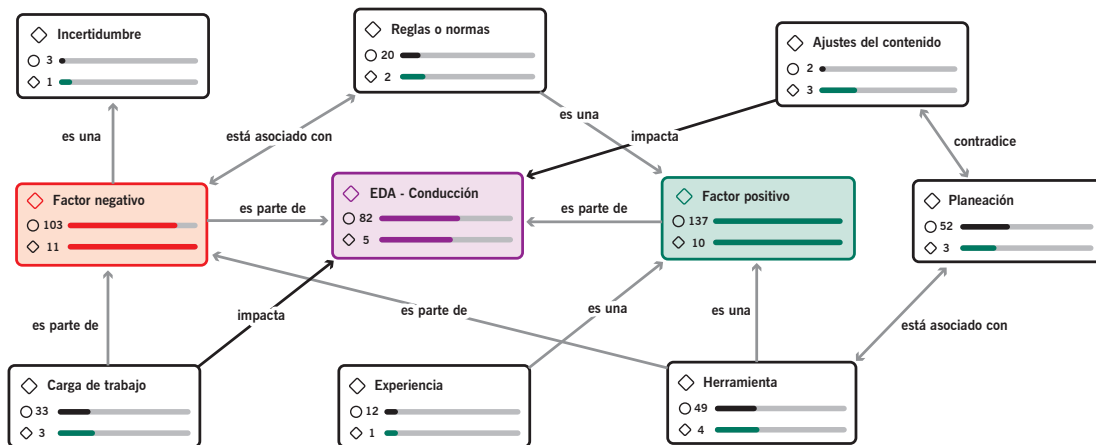 Incertidumbre
3
1
Reglas o normas
20
2
Ajustes del contenido
2
3
es una
está asociado con
es una
impacta
contradice
Factor negativo
103
11
es parte de
EDA - Conducción
82
5
es parte de
Factor positivo
137
10
Planeación
52
3
es parte de
impacta
es parte de
es una
es una
está asociado con
Carga de trabajo
33
3
Experiencia
12
1
Herramienta
49
4